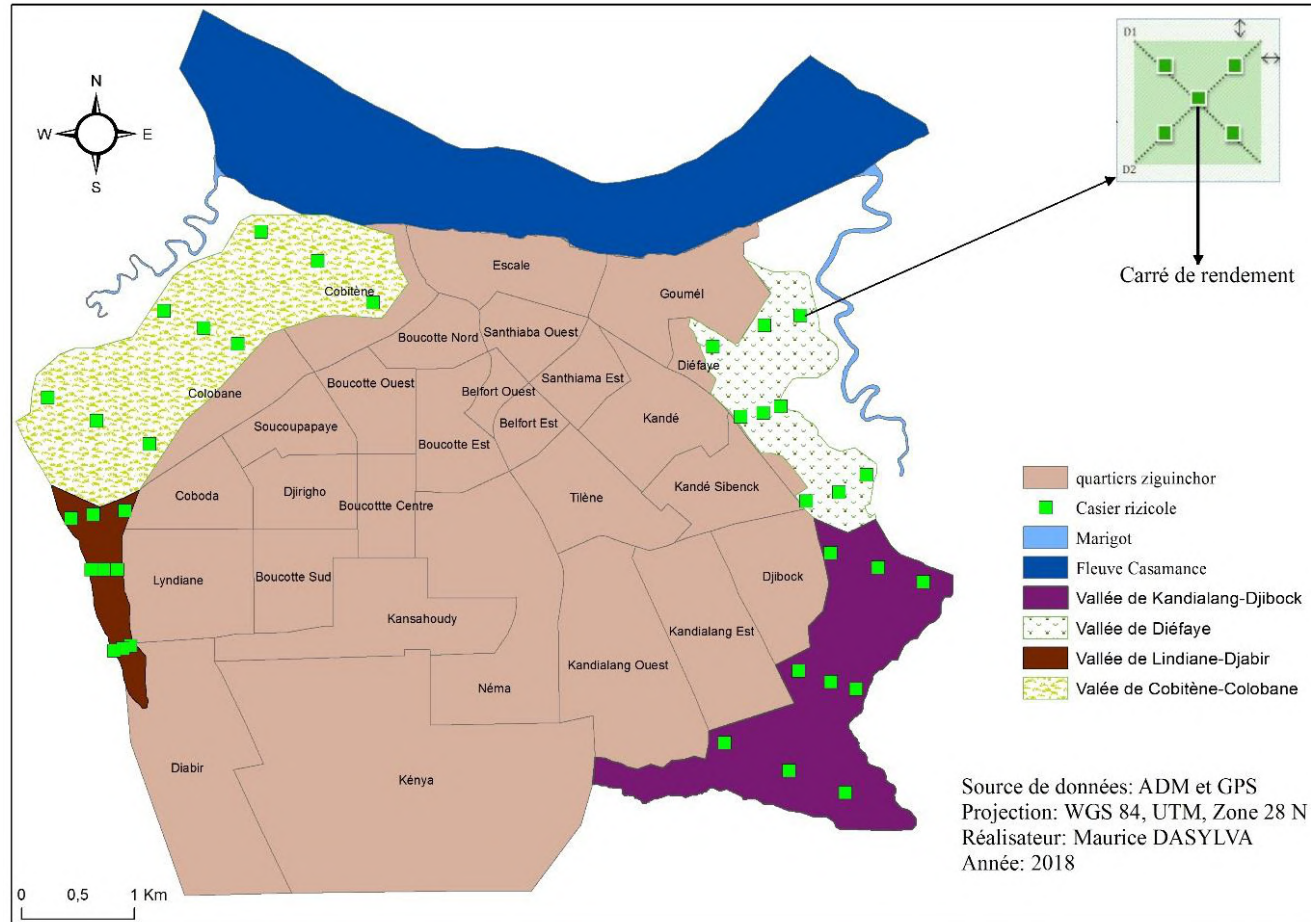 D1
D2
Carré de rendement
N
W
E
S
Escale
Cobitène
Goumél
Boucotte Nord
Santhiaba Ouest
Diéfaye
Boucotte Ouest
Santhiama Est
Colobane
Belfort Ouest
Kandé
Soucoupapaye
Belfort Est
Boucotte Est
Coboda
Djirigho
Boucottte Centre
Tilène
Kandé Sibenck
Lyndiane
Boucotte Sud
Djibock
Kansahoudy
Kandialang Est
Kandialang Ouest
Néma
Diabir
Kénya
quartiers ziguinchor
Casier rizicole
Marigot
Fleuve Casamance
Vallée de Kandialang-Djibock
Vallée de Diéfaye
Vallée de Lindiane-Djabir
Valée de Cobitène-Colobane
Source de données: ADM et GPS
Projection: WGS 84, UTM, Zone 28 N
Réalisateur: Maurice DASYLVA
Année: 2018
0 0,5 1 Km